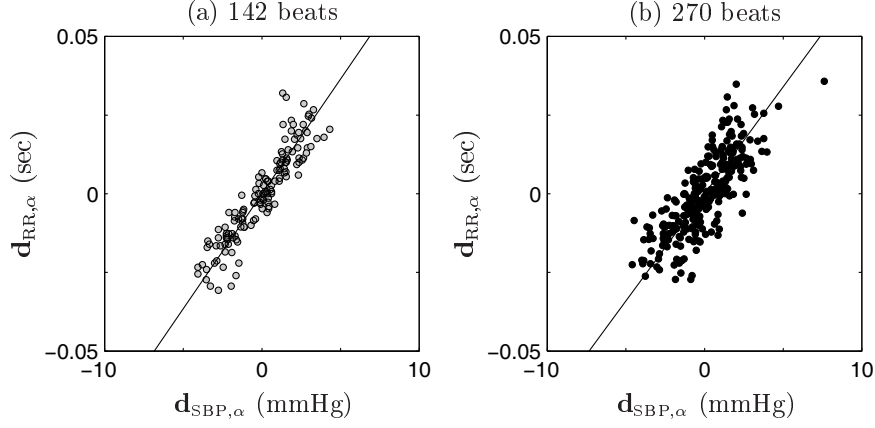 (a) 142 beats
(b) 270 beats
0.05
0
−0.05
d_RR,α (sec)
−10
0
10
d_SBP,α (mmHg)
0.05
0
−0.05
d_RR,α (sec)
−10
0
10
d_SBP,α (mmHg)